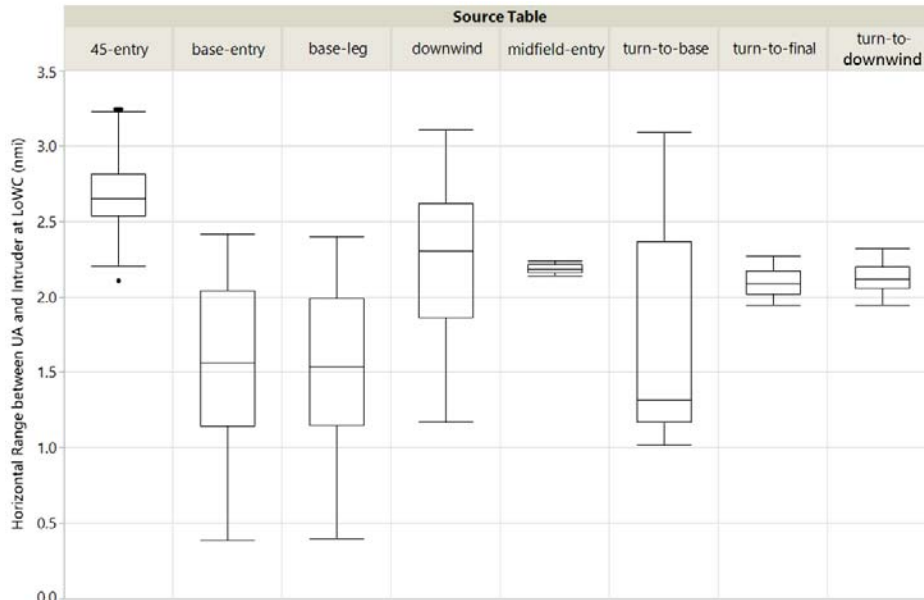 Source Table
45-entry base-entry base-leg downwind midfield-entry turn-to-base turn-to-final turn-to-
downwind
Horizontal Range between UA and Intruder at LoWC (nmi)
3.5
3.0
2.5
2.0
1.5
1.0
0.5
0.0